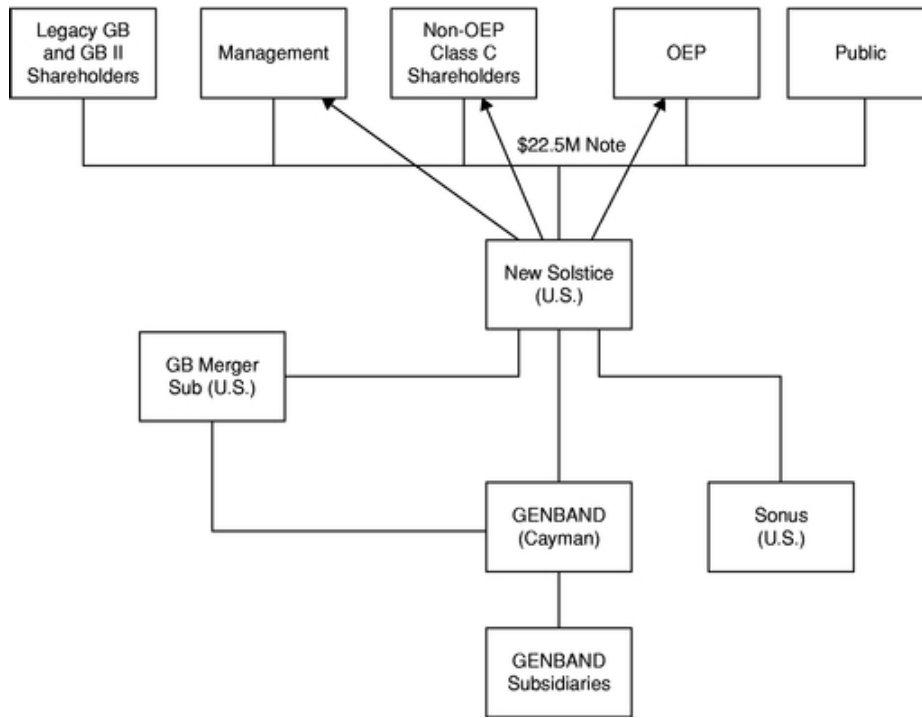 Legacy GB
and GB II
Shareholders
Management
Non-OEP
Class C
Shareholders
OEP
Public
$22.5M Note
New Solstice
(U.S.)
GB Merger
Sub (U.S.)
GENBAND
(Cayman)
Sonus
(U.S.)
GENBAND
Subsidiaries